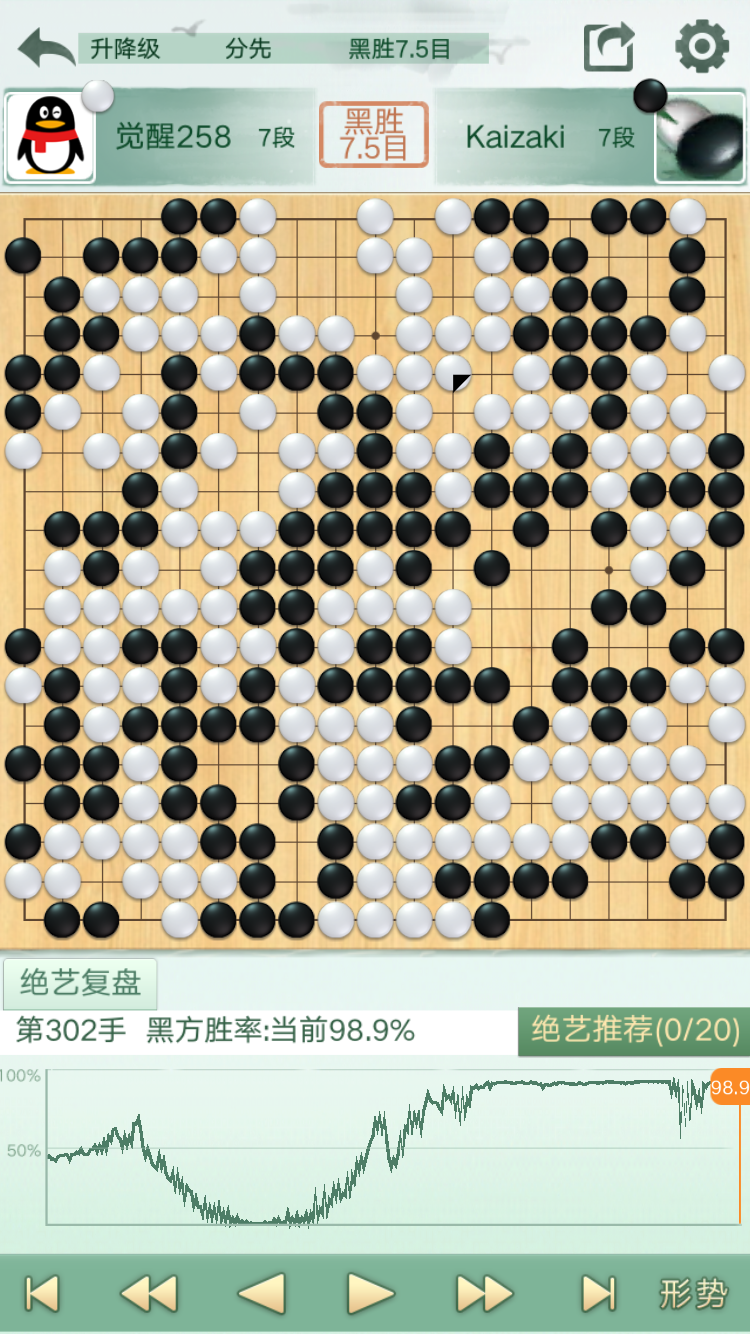 升降级 分先 黑胜7.5目
觉醒258 7段
黑胜
7.5目
Kaizaki 7段
绝艺复盘
第302手 黑方胜率:当前98.9%
绝艺推荐(0/20)
100%
98.9
50%
形势